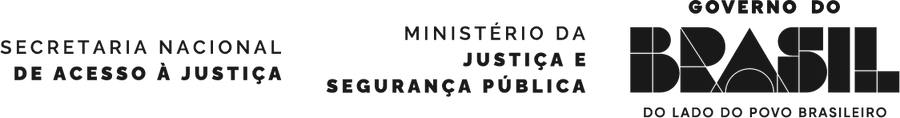 SECRETARIA NACIONAL
DE ACESSO À JUSTIÇA
MINISTÉRIO DA
JUSTIÇA E
SEGURANÇA PÚBLICA
GOVERNO DO
BRASIL
DO LADO DO POVO BRASILEIRO